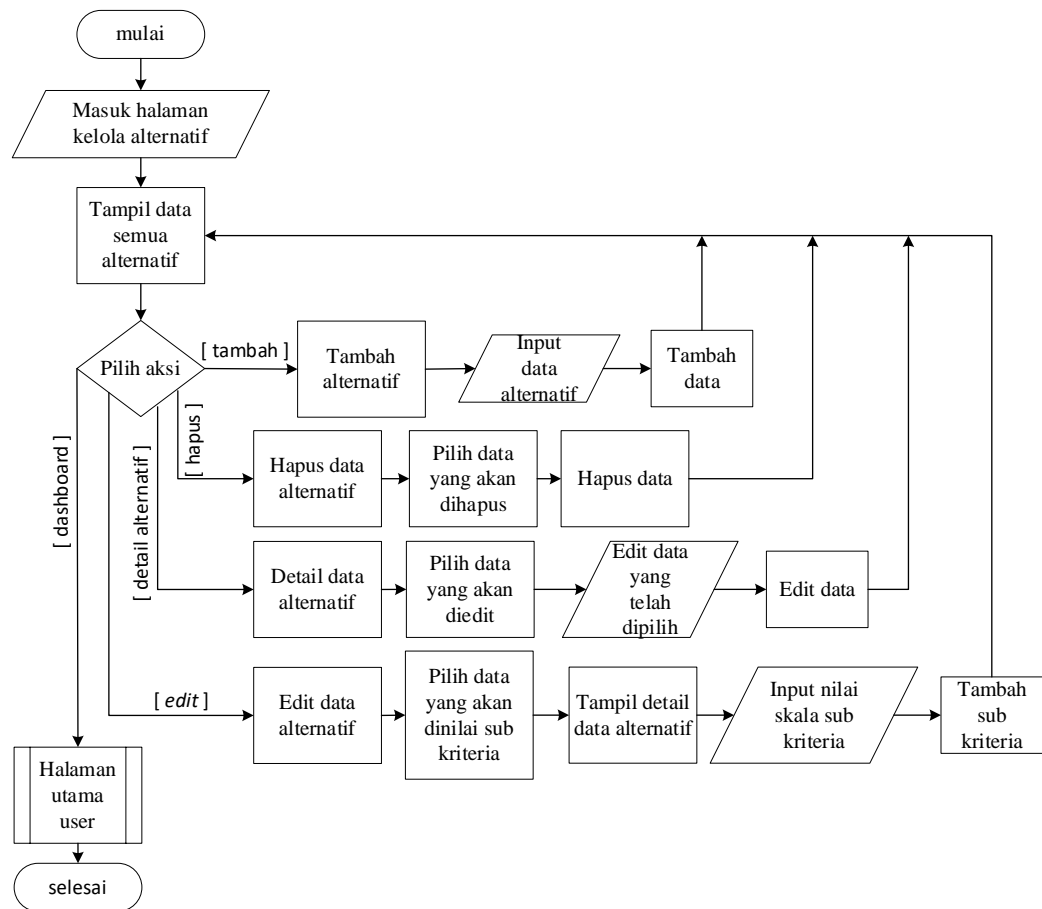 mulai
Masuk halaman
kelola alternatif
Tampil data
semua
alternatif
Pilih aksi
[ tambah ]
Tambah
alternatif
Input
data
alternatif
Tambah
data
[ hapus ]
Hapus data
alternatif
Pilih data
yang akan
dihapus
Hapus data
[ detail alternatif ]
Detail data
alternatif
Pilih data
yang akan
diedit
Edit data
yang
telah
dipilih
Edit data
[ edit ]
Edit data
alternatif
Pilih data
yang akan
dinilai sub
kriteria
Tampil detail
data alternatif
Input nilai
skala sub
kriteria
Tambah
sub
kriteria
[ dashboard ]
Halaman
utama
user
selesai